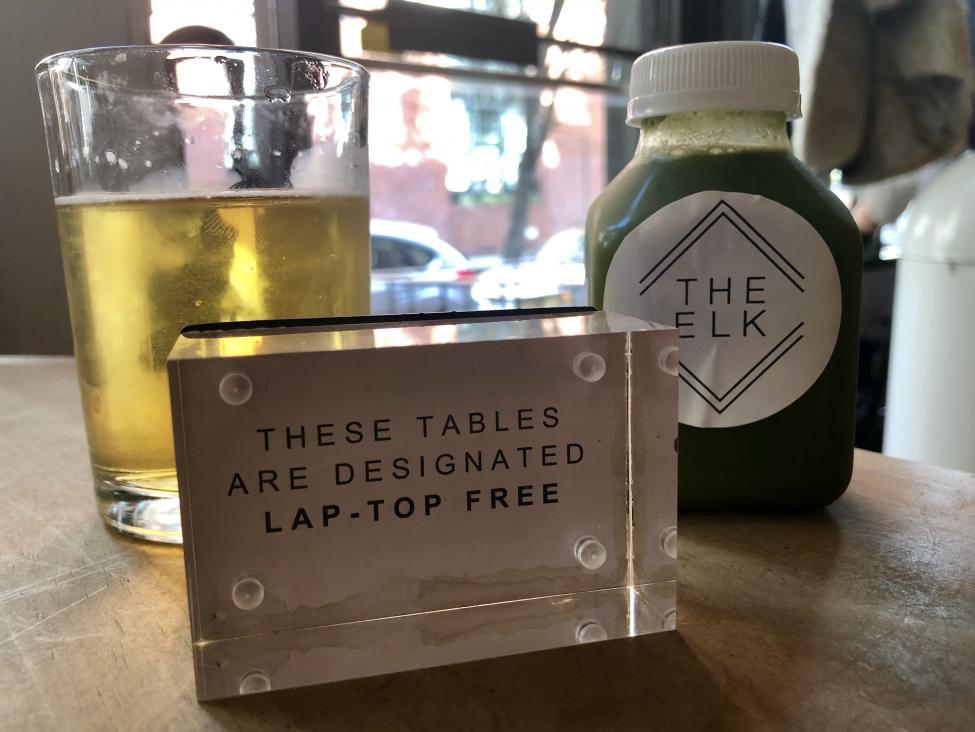 THESE TABLES
ARE DESIGNATED
LAP-TOP FREE
THE
ELK